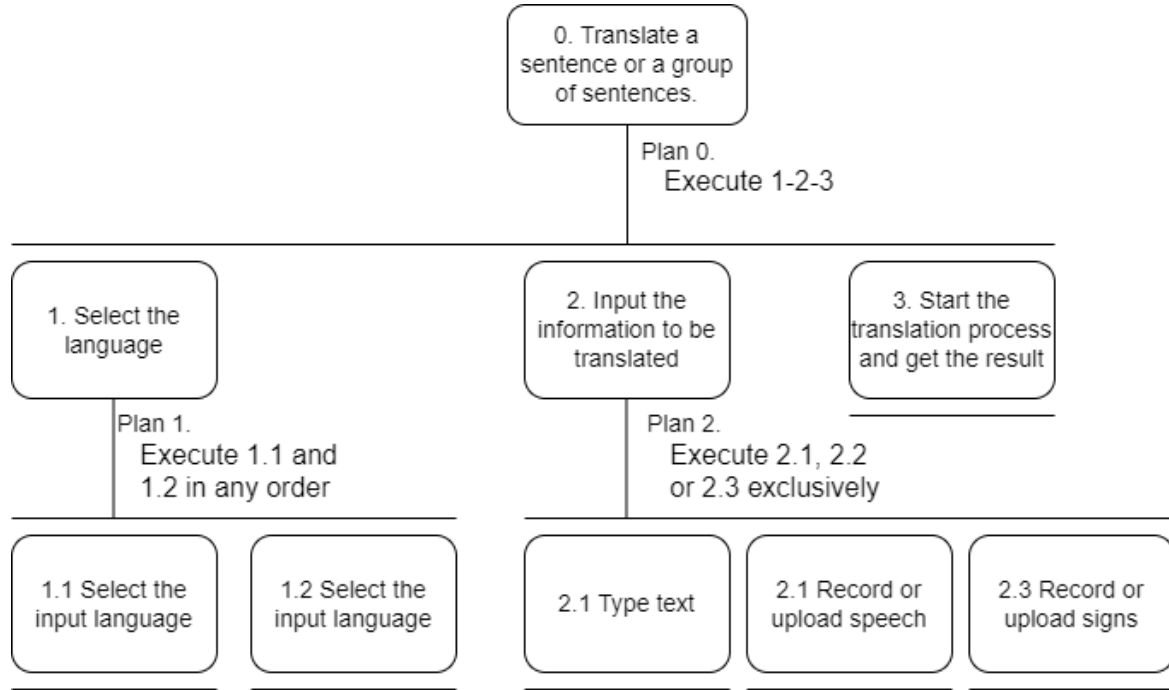 0. Translate a
sentence or a group
of sentences.
Plan 0.
Execute 1-2-3
1. Select the
language
2. Input the
information to be
translated
3. Start the
translation process
and get the result
Plan 1.
Execute 1.1 and
1.2 in any order
Plan 2.
Execute 2.1, 2.2
or 2.3 exclusively
1.1 Select the
input language
1.2 Select the
input language
2.1 Type text
2.1 Record or
upload speech
2.3 Record or
upload signs